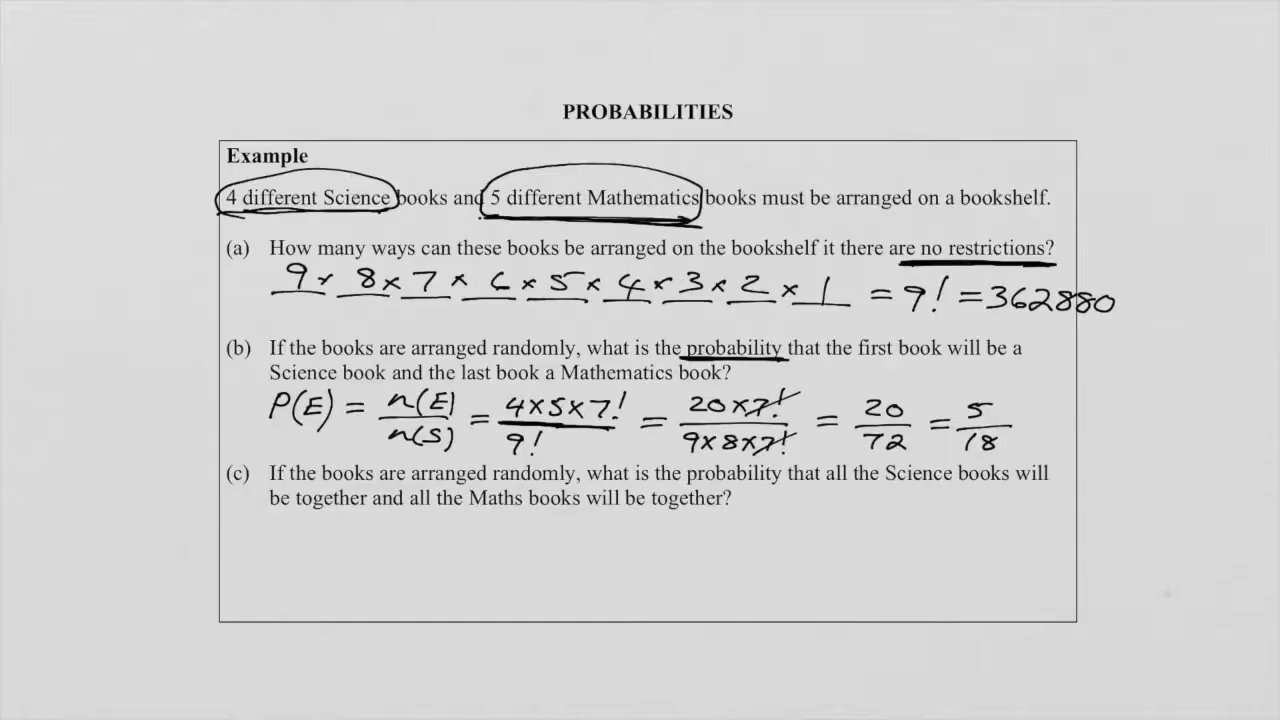 PROBABILITIES
Example
4 different Science books and 5 different Mathematics books must be arranged on a bookshelf.
(a) How many ways can these books be arranged on the bookshelf it there are no restrictions?
9 × 8 × 7 × 6 × 5 × 4 × 3 × 2 × 1 = 9! = 362880
(b) If the books are arranged randomly, what is the probability that the first book will be a
Science book and the last book a Mathematics book?
P(E) = n(E)/n(S) = 4×5×7!/9! = 20×7!/9×8×7! = 20/72 = 5/18
(c) If the books are arranged randomly, what is the probability that all the Science books will
be together and all the Maths books will be together?